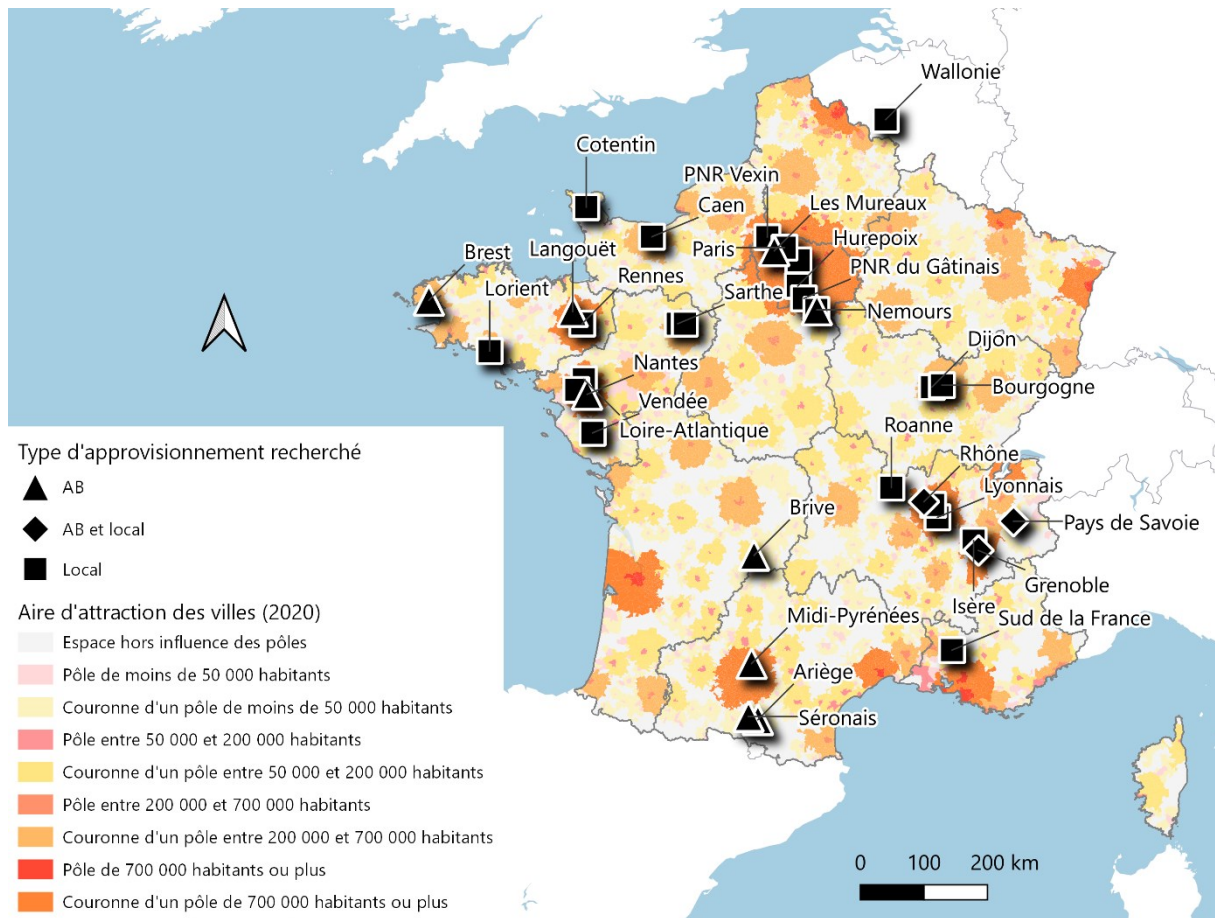 Wallonie
Cotentin
PNR Vexin
Caen
Les Mureaux
Langouët
Paris
Hurepoix
Brest
Rennes
PNR du Gâtinais
Lorient
Sarthe
Nemours
Dijon
Nantes
Bourgogne
Vendée
Loire-Atlantique
Roanne
Rhône
Lyonnais
Brive
Pays de Savoie
Grenoble
Isère
Midi-Pyrénées
Sud de la France
Ariège
Séronais
Type d'approvisionnement recherché
AB
AB et local
Local
Aire d'attraction des villes (2020)
Espace hors influence des pôles
Pôle de moins de 50 000 habitants
Couronne d'un pôle de moins de 50 000 habitants
Pôle entre 50 000 et 200 000 habitants
Couronne d'un pôle entre 50 000 et 200 000 habitants
Pôle entre 200 000 et 700 000 habitants
Couronne d'un pôle entre 200 000 et 700 000 habitants
Pôle de 700 000 habitants ou plus
Couronne d'un pôle de 700 000 habitants ou plus
0 100 200 km